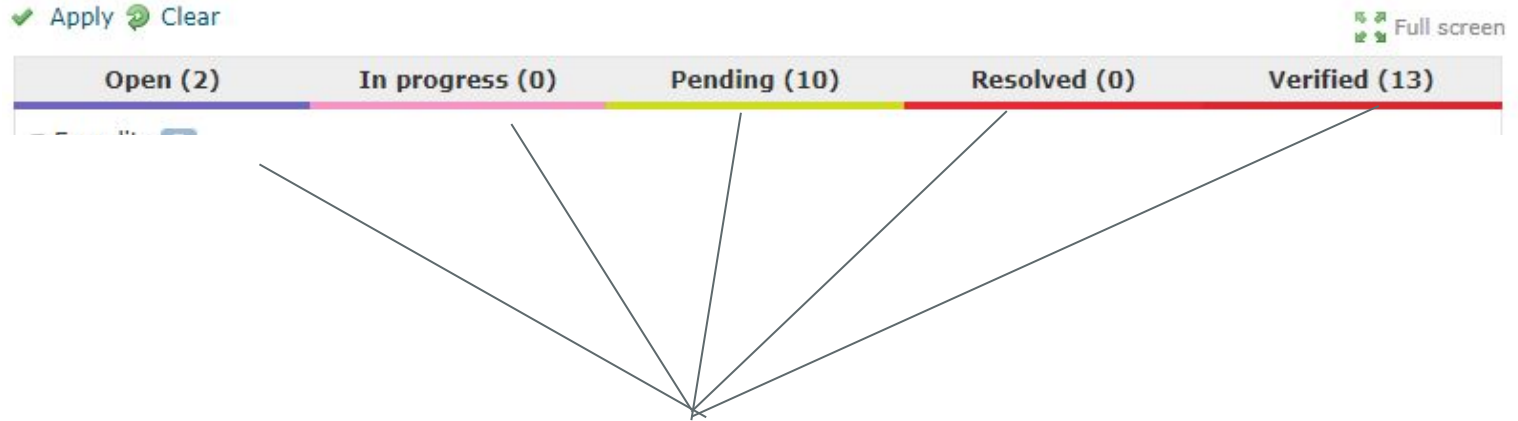 Apply Clear
Full screen
Open (2) In progress (0) Pending (10) Resolved (0) Verified (13)